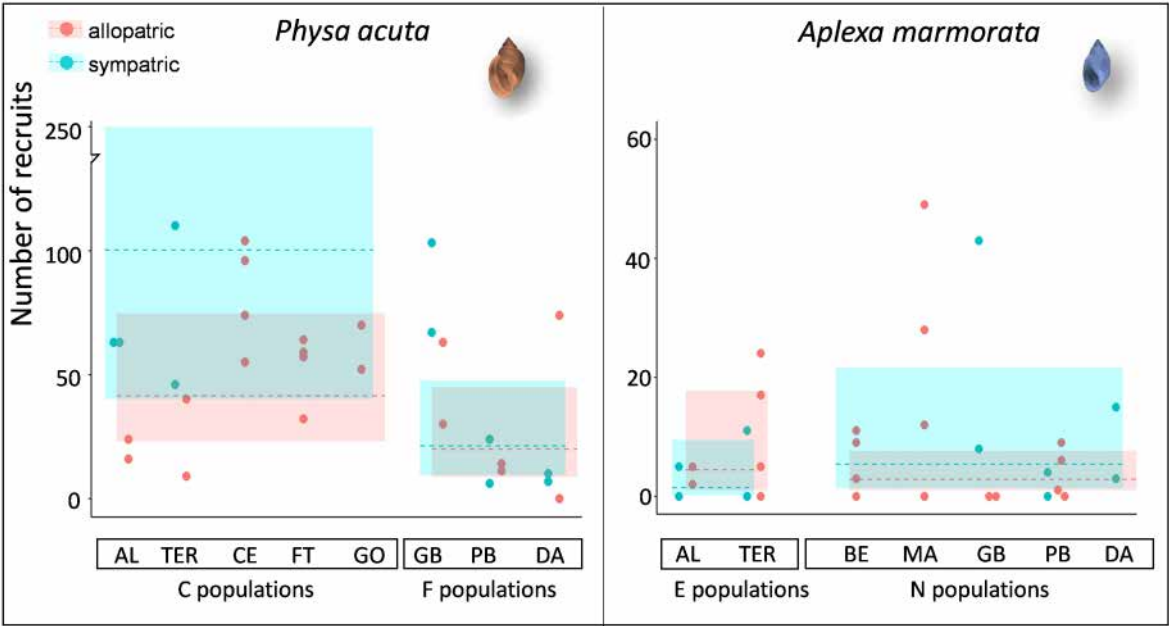 allopatric
sympatric
Physa acuta
Aplexa marmorata
Number of recruits
250
100
50
0
60
40
20
0
AL TER CE FT GO
GB PB DA
C populations
F populations
AL TER
BE MA GB PB DA
E populations
N populations